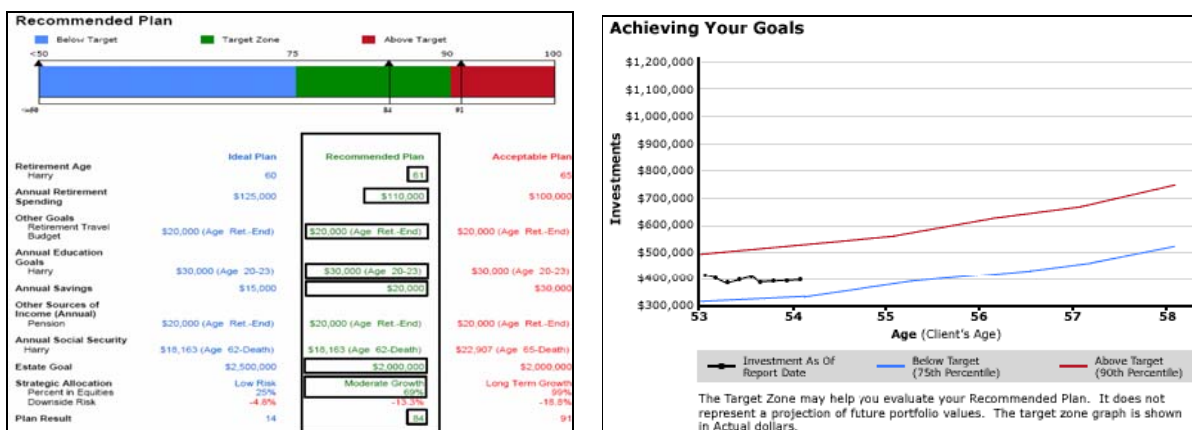 Recommended Plan
Below Target Target Zone Above Target
<50 75 90 100
84 91
Ideal Plan Recommended Plan Acceptable Plan
Retirement Age
Harry 60 61 65
Annual Retirement
Spending $125,000 $110,000 $100,000
Other Goals
Retirement Travel
Budget $20,000 (Age Ret.-End) $20,000 (Age Ret.-End) $20,000 (Age Ret.-End)
Annual Education
Goals
Harry $30,000 (Age 20-23) $30,000 (Age 20-23) $30,000 (Age 20-23)
Annual Savings $15,000 $20,000 $30,000
Other Sources of
Income (Annual)
Pension $20,000 (Age Ret.-End) $20,000 (Age Ret.-End) $20,000 (Age Ret.-End)
Annual Social Security
Harry $18,163 (Age 62-Death) $18,163 (Age 62-Death) $22,907 (Age 65-Death)
Estate Goal $2,500,000 $2,000,000 $2,000,000
Strategic Allocation Low Risk Moderate Growth Long Term Growth
Percent in Equities 25% 69% 99%
Downside Risk -4.8% -13.3% -18.8%
Plan Result 14 84 91
Achieving Your Goals
$1,200,000
$1,100,000
$1,000,000
$900,000
$800,000
$700,000
$600,000
$500,000
$400,000
$300,000
Investments
53 54 55 56 57 58
Age (Client's Age)
Investment As Of Report Date
Below Target (75th Percentile)
Above Target (90th Percentile)
The Target Zone may help you evaluate your Recommended Plan. It does not
represent a projection of future portfolio values. The target zone graph is shown
in Actual dollars.